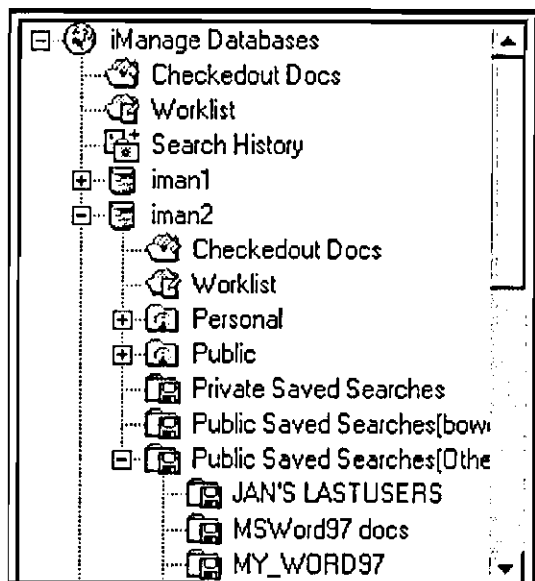 iManage Databases
Checkedout Docs
Worklist
Search History
iman1
iman2
Checkedout Docs
Worklist
Personal
Public
Private Saved Searches
Public Saved Searches(bow
Public Saved Searches(Othe
JAN'S LASTUSERS
MSWord97 docs
MY_WORD97